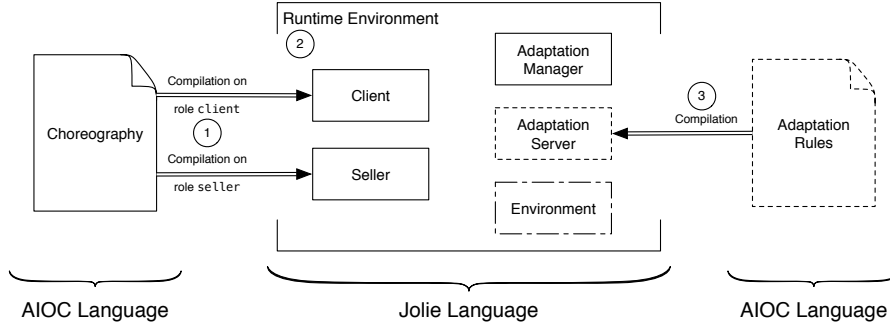 Runtime Environment
2
Adaptation
Manager
Compilation on
role client
Client
3
Compilation
Choreography
1
Adaptation
Server
Adaptation
Rules
Compilation on
role seller
Seller
Environment
AIOC Language
Jolie Language
AIOC Language